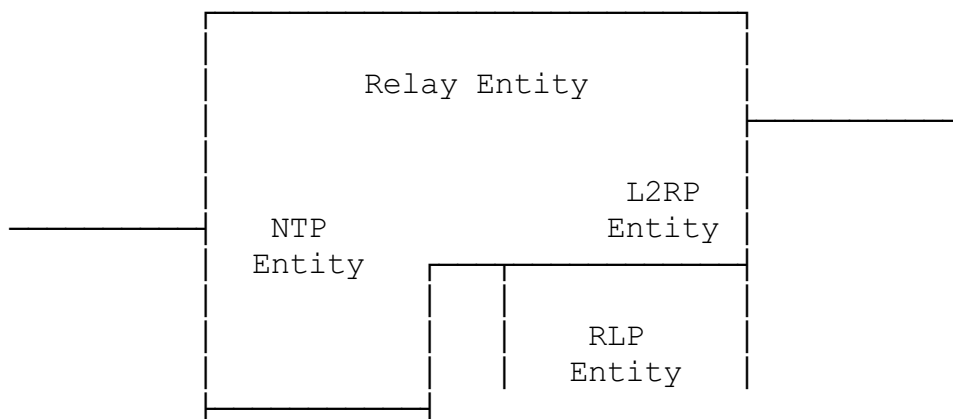 Relay Entity
L2RP
NTP Entity
Entity
RLP
Entity